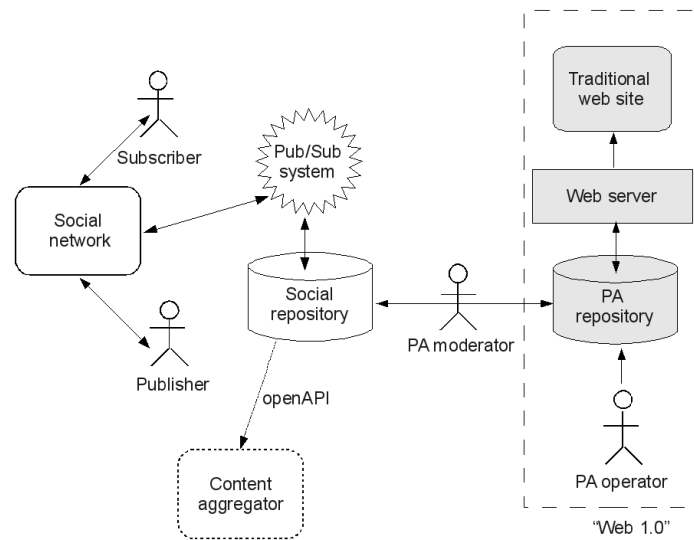 Traditional
web site
Subscriber
Pub/Sub
system
Web server
Social
network
Social
repository
PA
repository
PA moderator
Publisher
openAPI
Content
aggregator
PA operator
“Web 1.0”